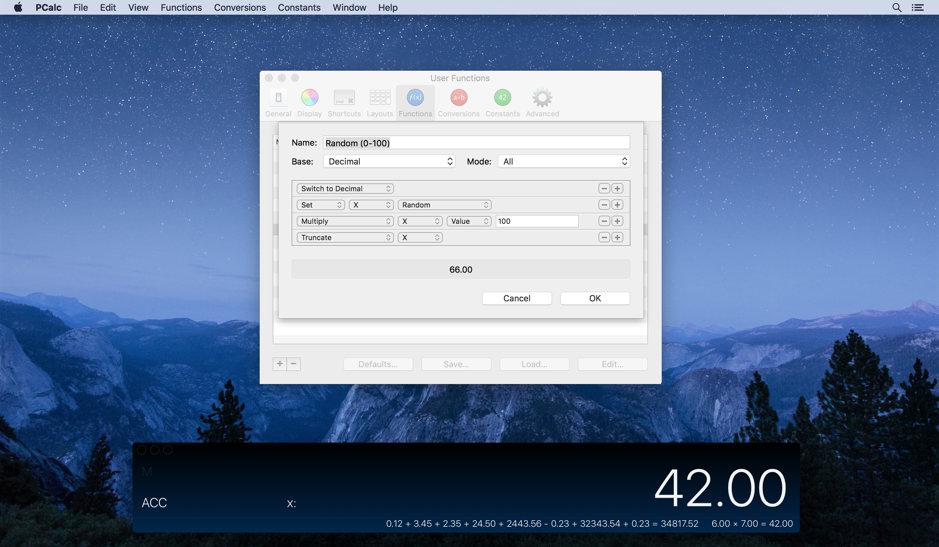 PCalc File Edit View Functions Conversions Constants Window Help
User Functions
f(x) a»b 42
General Display Shortcuts Layouts Functions Conversions Constants Advanced
Name: Random (0-100)
Base: Decimal Mode: All
Switch to Decimal
Set X Random
Multiply X Value 100
Truncate X
66.00
Cancel OK
+ − Defaults... Save... Load... Edit...
M
42.00
ACC x:
0.12 + 3.45 + 2.35 + 24.50 + 2443.56 - 0.23 + 32343.54 + 0.23 = 34817.52 6.00 × 7.00 = 42.00